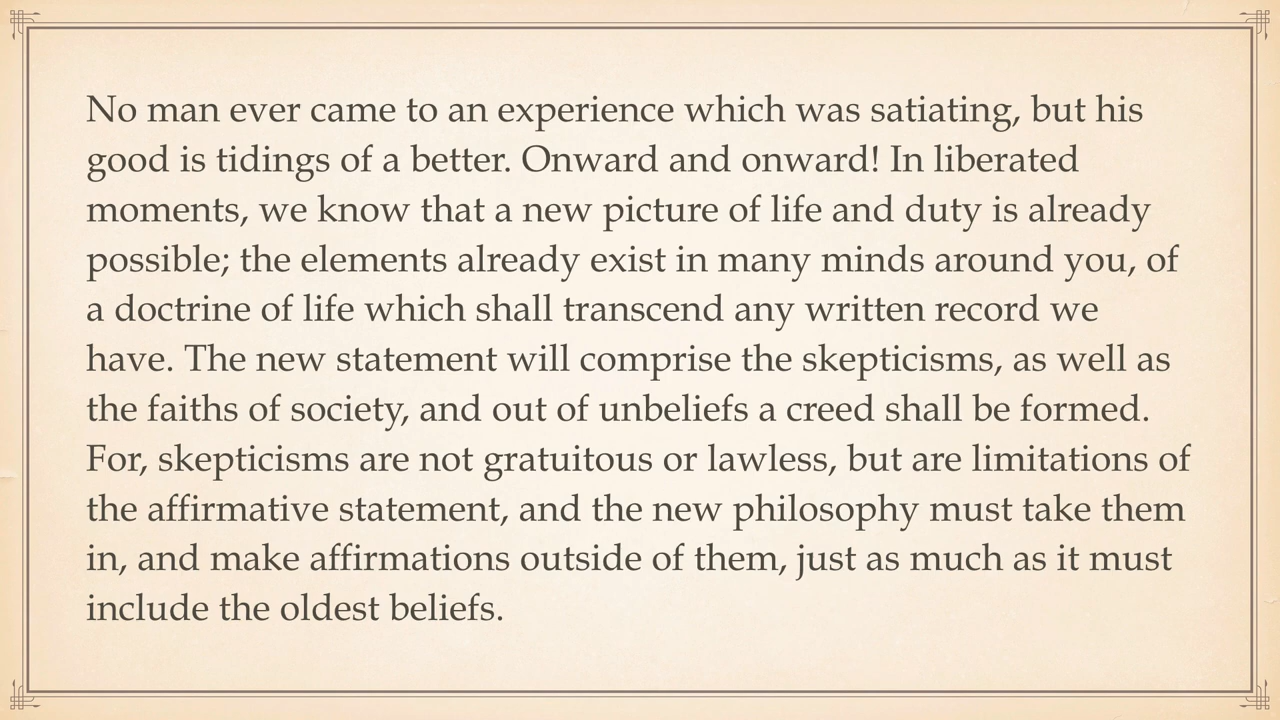 No man ever came to an experience which was satiating, but his
good is tidings of a better. Onward and onward! In liberated
moments, we know that a new picture of life and duty is already
possible; the elements already exist in many minds around you, of
a doctrine of life which shall transcend any written record we
have. The new statement will comprise the skepticisms, as well as
the faiths of society, and out of unbeliefs a creed shall be formed.
For, skepticisms are not gratuitous or lawless, but are limitations of
the affirmative statement, and the new philosophy must take them
in, and make affirmations outside of them, just as much as it must
include the oldest beliefs.